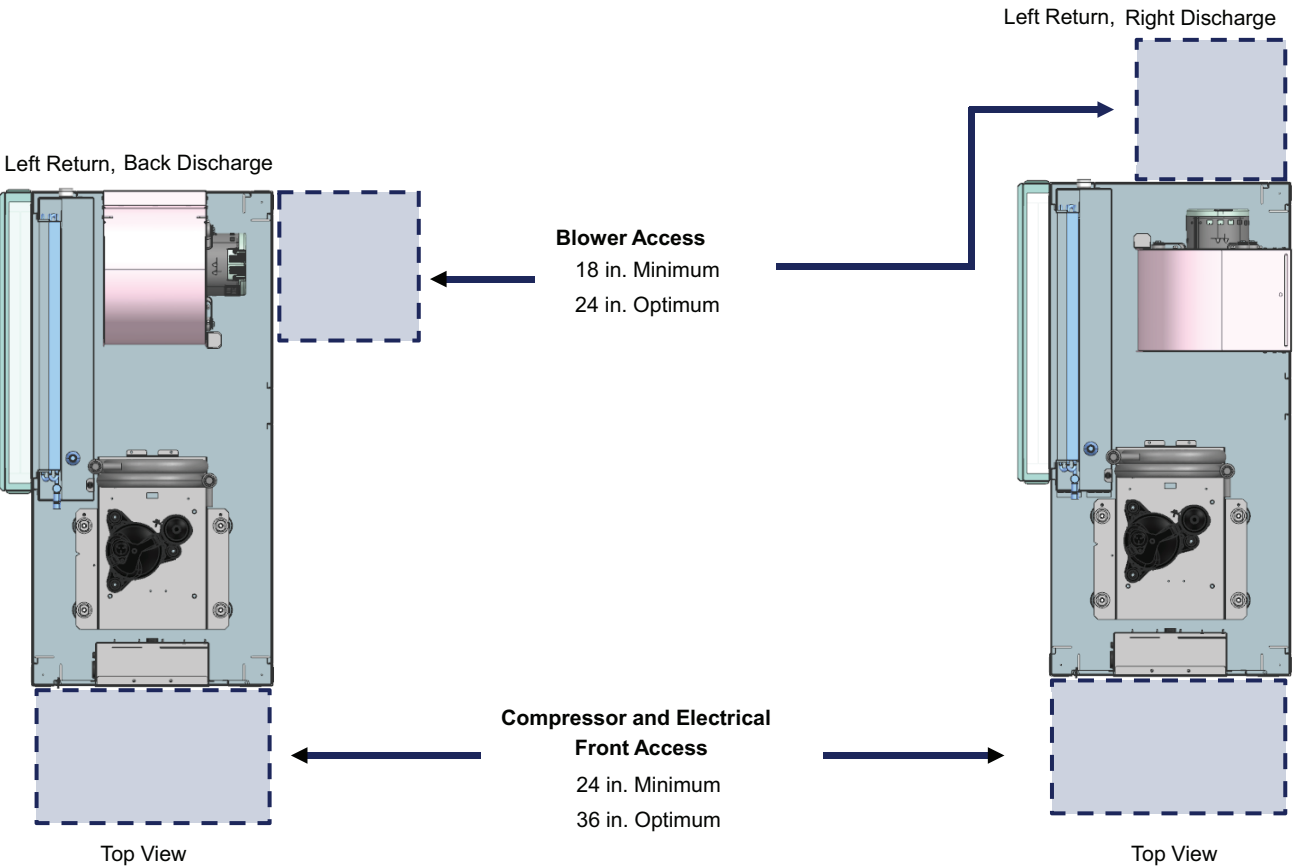 Left Return, Right Discharge
Left Return, Back Discharge
Blower Access
18 in. Minimum
24 in. Optimum
Compressor and Electrical
Front Access
24 in. Minimum
36 in. Optimum
Top View
Top View